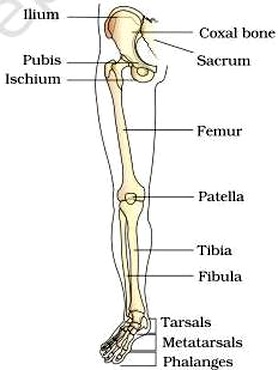 Ilium
Coxal bone
Pubis
Sacrum
Ischium
Femur
Patella
Tibia
Fibula
Tarsals
Metatarsals
Phalanges